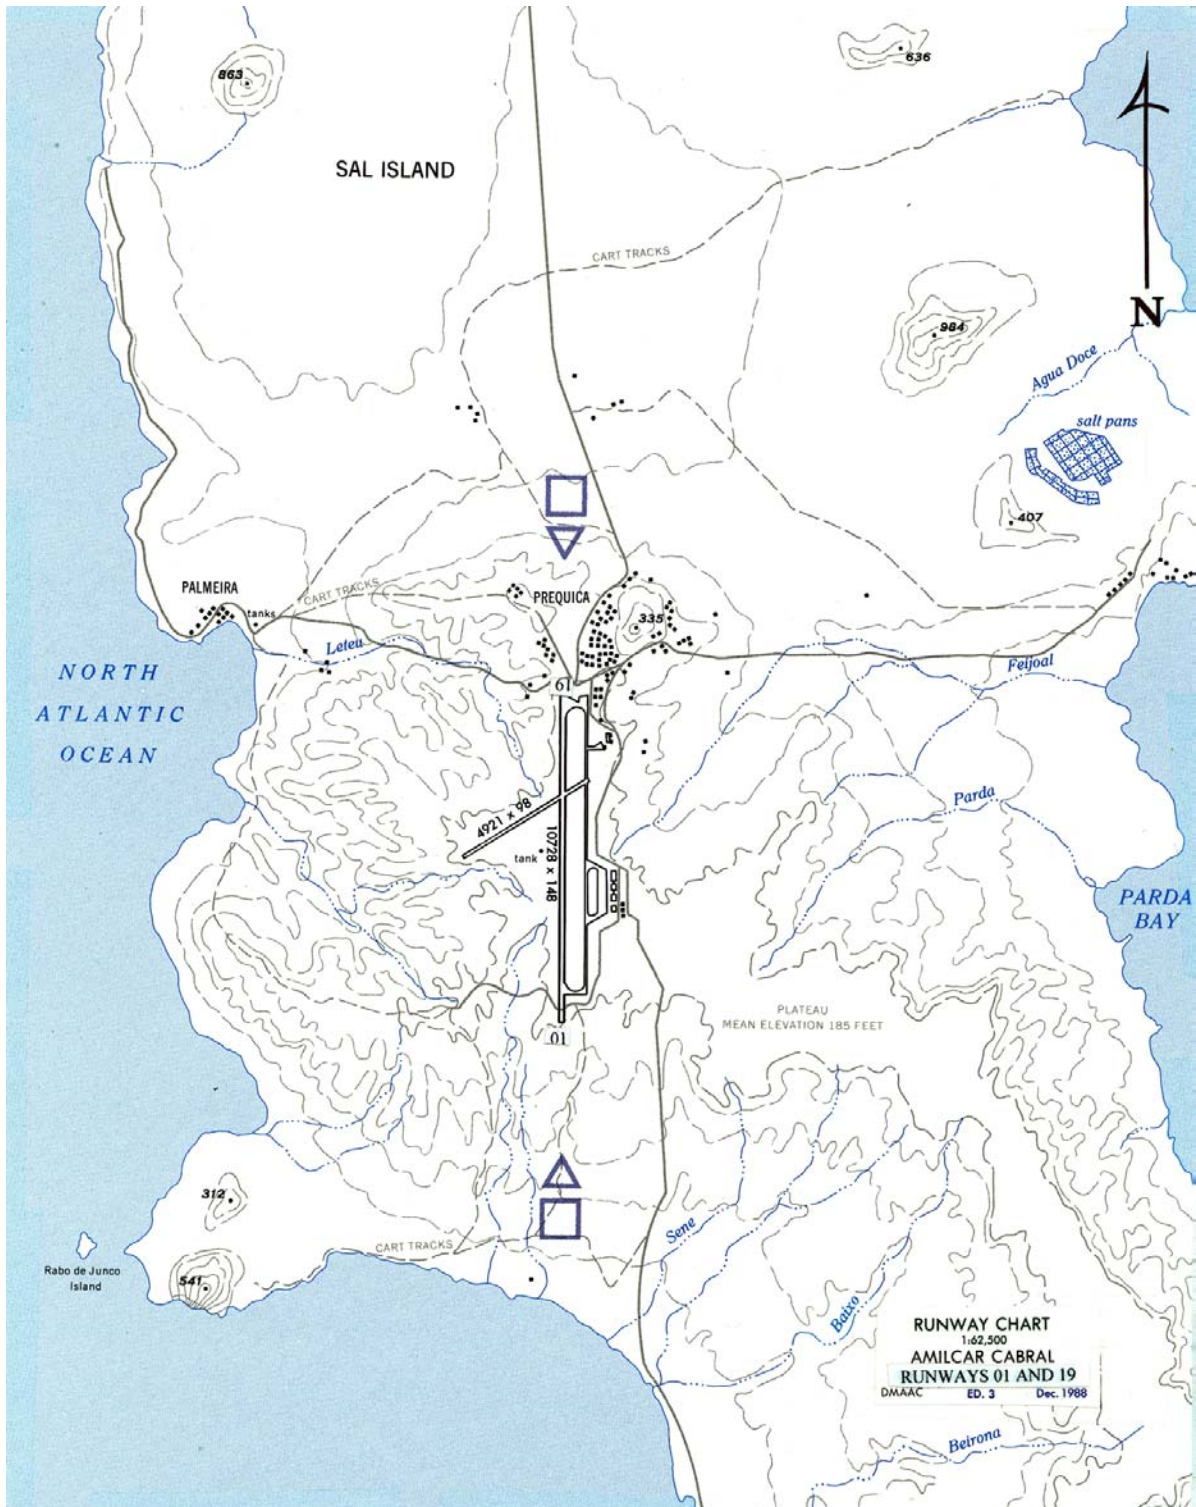 863
636
SAL ISLAND
CART TRACKS
984
N
Agua Doce
salt pans
407
PALMEIRA
CART TRACKS
tanks
PREQUICA
335
Leteu
Feijoal
NORTH
ATLANTIC
OCEAN
19
Parda
4921 x 98
tank
10728 x 148
PARDA
BAY
PLATEAU
MEAN ELEVATION 185 FEET
01
312
Sene
CART TRACKS
Rabo de Junco
Island
541
Baixo
RUNWAY CHART
1:62,500
AMILCAR CABRAL
RUNWAYS 01 AND 19
DMAAC ED. 3 Dec. 1988
Beirona